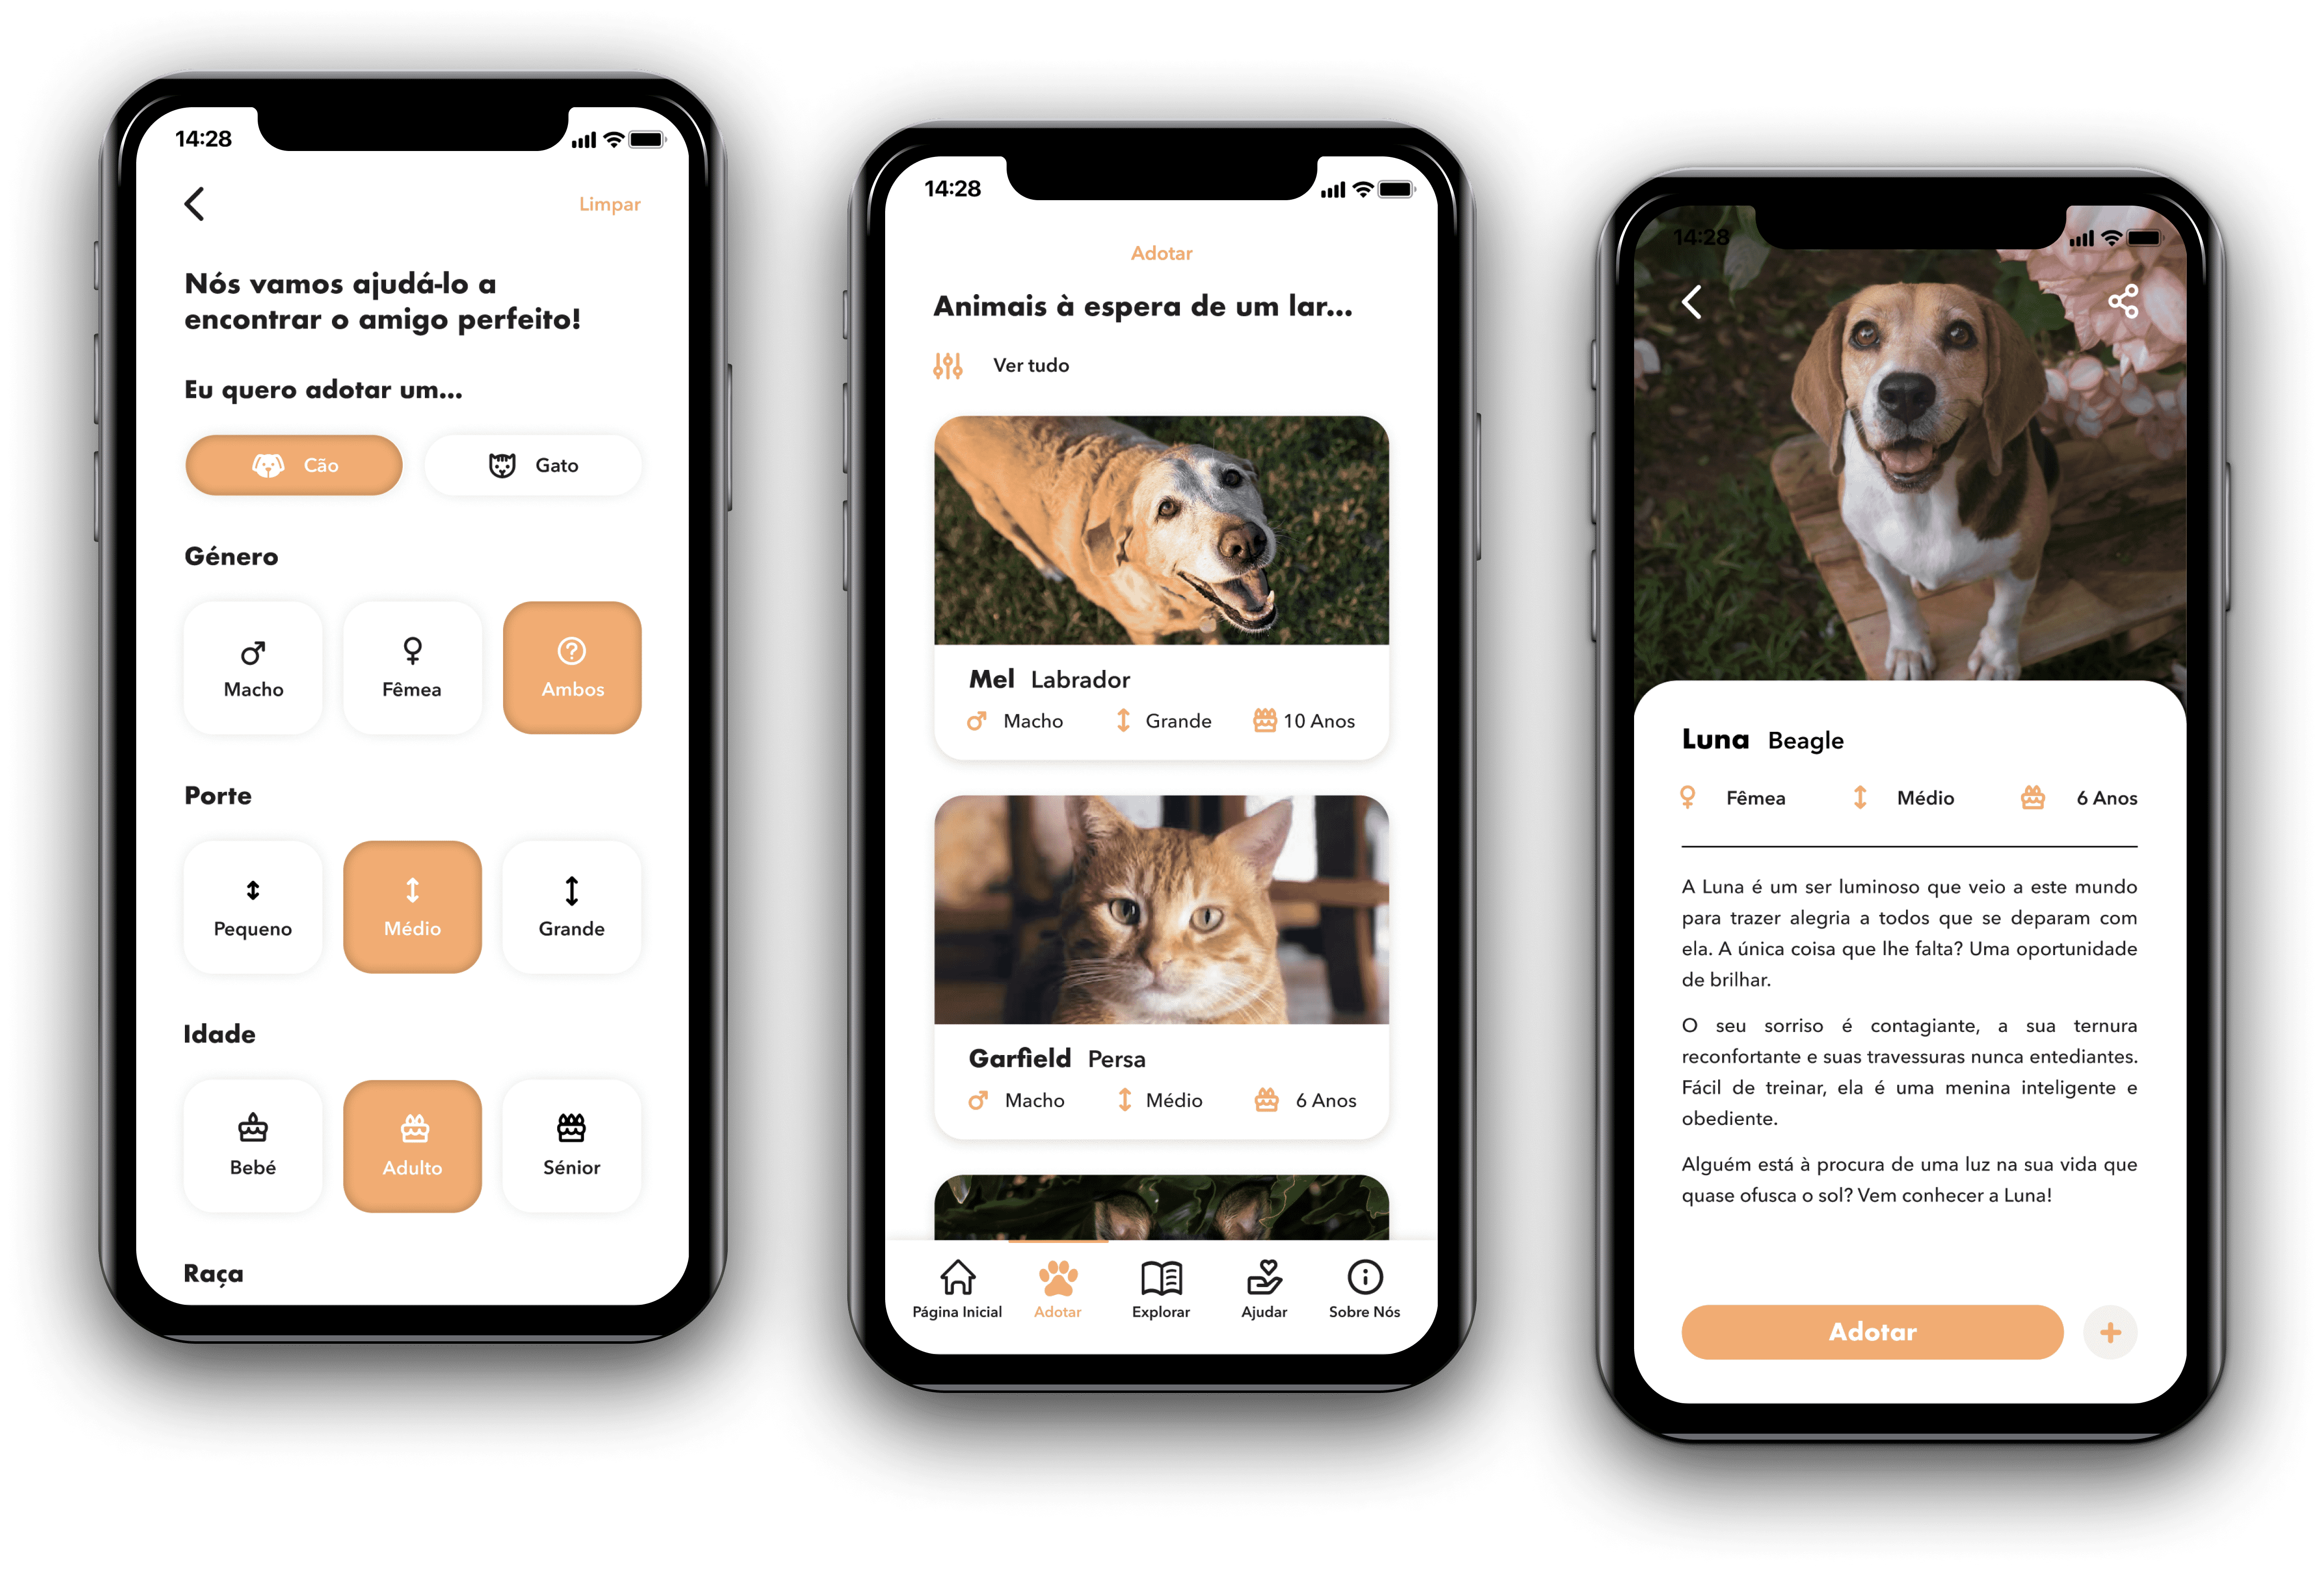 14:28
Limpar
Nós vamos ajudá-lo a
encontrar o amigo perfeito!
Eu quero adotar um...
Cão Gato
Género
Macho Fêmea Ambos
Porte
Pequeno Médio Grande
Idade
Bebé Adulto Sénior
Raça
14:28
Adotar
Animais à espera de um lar...
Ver tudo
Mel Labrador
Macho Grande 10 Anos
Garfield Persa
Macho Médio 6 Anos
Página Inicial Adotar Explorar Ajudar Sobre Nós
14:28
Luna Beagle
Fêmea Médio 6 Anos
A Luna é um ser luminoso que veio a este mundo
para trazer alegria a todos que se deparam com
ela. A única coisa que lhe falta? Uma oportunidade
de brilhar.
O seu sorriso é contagiante, a sua ternura
reconfortante e suas travessuras nunca entediantes.
Fácil de treinar, ela é uma menina inteligente e
obediente.
Alguém está à procura de uma luz na sua vida que
quase ofusca o sol? Vem conhecer a Luna!
Adotar